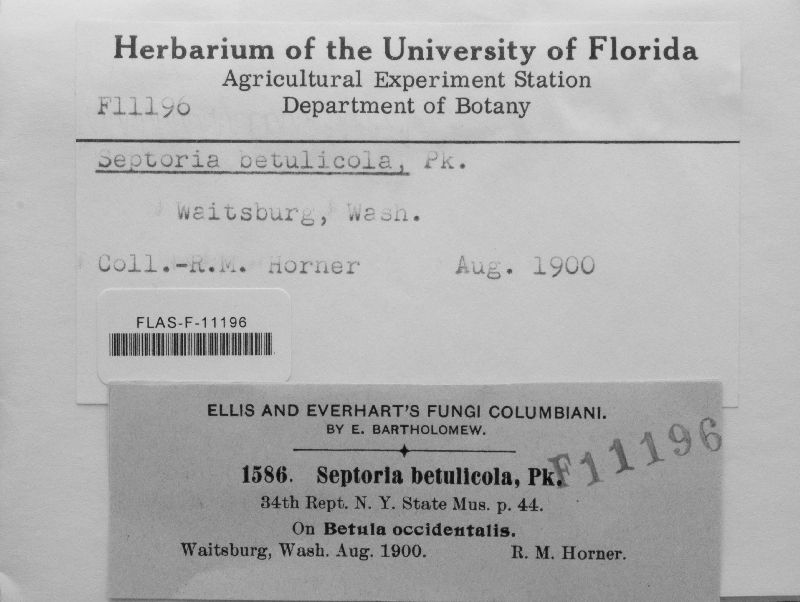 Herbarium of the University of Florida
Agricultural Experiment Station
F11196 Department of Botany
Septoria betulicola, Pk.
Waitsburg, Wash.
Coll.-R.M. Horner Aug. 1900
FLAS-F-11196
ELLIS AND EVERHART'S FUNGI COLUMBIANI.
BY E. BARTHOLOMEW.
1586. Septoria betulicola, Pk.
F11196
34th Rept. N. Y. State Mus. p. 44.
On Betula occidentalis.
Waitsburg, Wash. Aug. 1900. R. M. Horner.